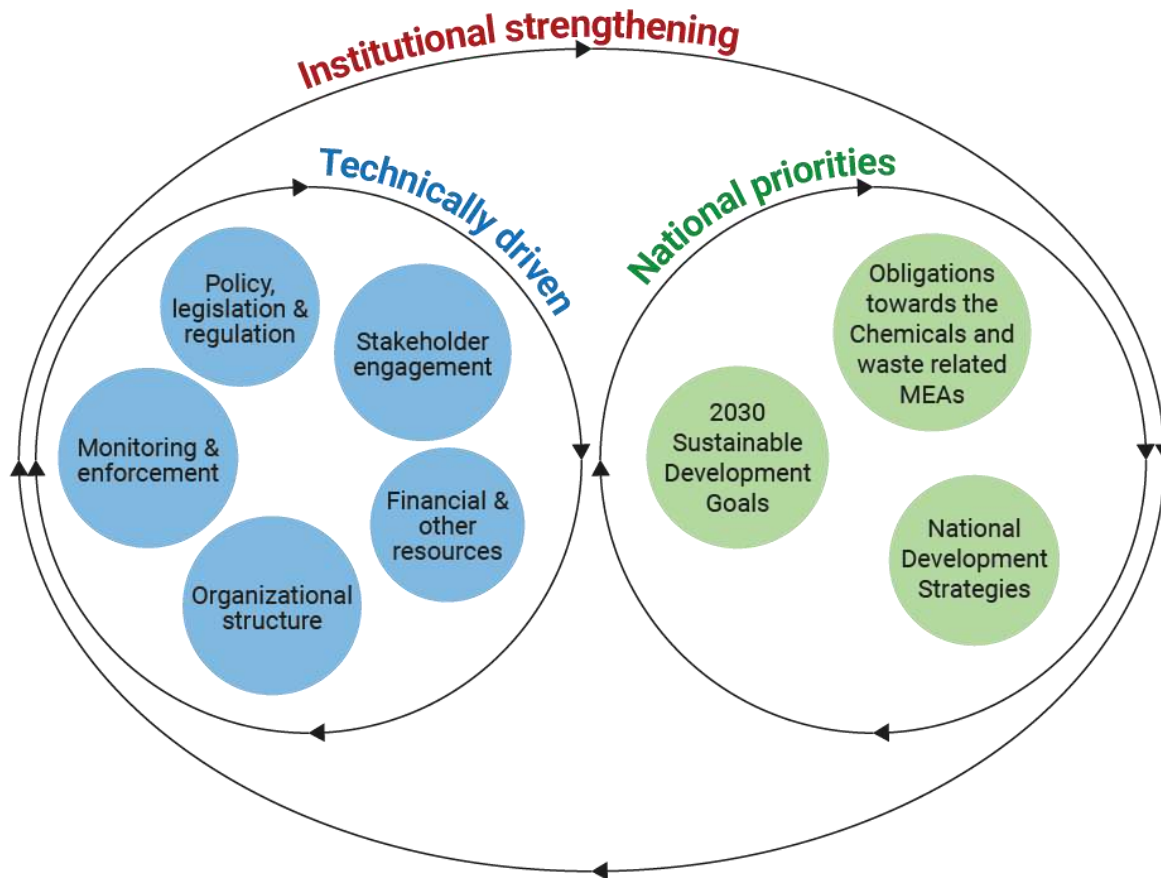 Institutional strengthening
Technically driven
Policy,
legislation &
regulation
Stakeholder
engagement
Monitoring &
enforcement
Financial &
other
resources
Organizational
structure
National priorities
Obligations
towards the
Chemicals and
waste related
MEAs
2030
Sustainable
Development
Goals
National
Development
Strategies